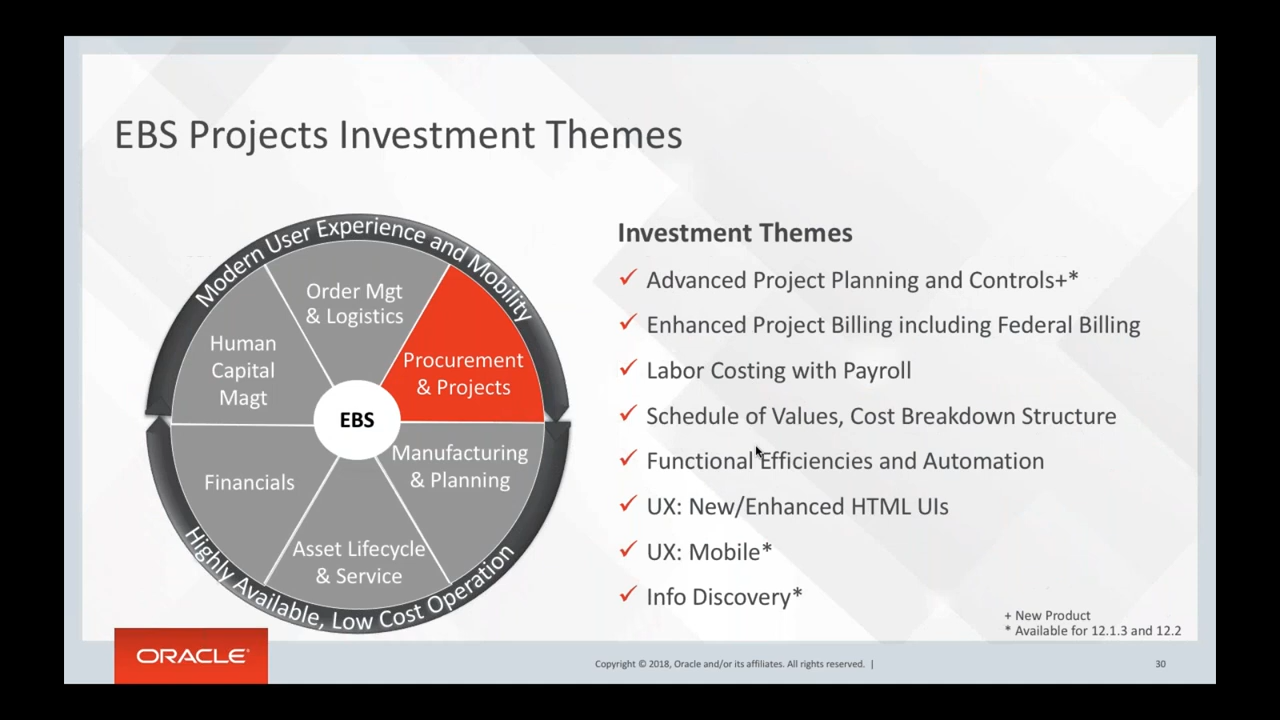 EBS Projects Investment Themes
Modern User Experience and Mobility
Order Mgt
& Logistics
Procurement
& Projects
Human
Capital
Magt
EBS
Manufacturing
& Planning
Financials
Asset Lifecycle
& Service
Highly Available, Low Cost Operation
Investment Themes
✓ Advanced Project Planning and Controls+*
✓ Enhanced Project Billing including Federal Billing
✓ Labor Costing with Payroll
✓ Schedule of Values, Cost Breakdown Structure
✓ Functional Efficiencies and Automation
✓ UX: New/Enhanced HTML UIs
✓ UX: Mobile*
✓ Info Discovery*
+ New Product
* Available for 12.1.3 and 12.2
ORACLE®
Copyright © 2018, Oracle and/or its affiliates. All rights reserved. |
30